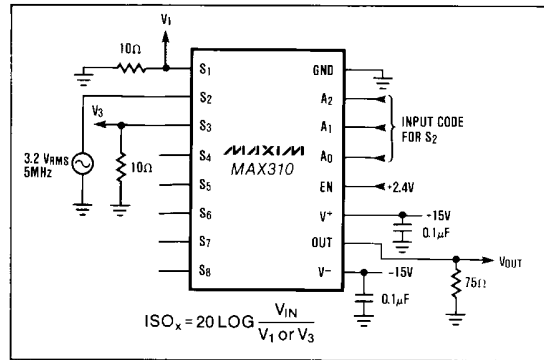 V₁
10Ω
S₁
GND
S₂
A₂
V₃
S₃
A₁
INPUT CODE
FOR S₂
MAXIM
MAX310
S₄
A₀
3.2 VRMS
5MHz
10Ω
S₅
EN
+2.4V
S₆
V⁺
+15V
0.1µF
S₇
OUT
VOUT
S₈
V−
−15V
75Ω
0.1µF
ISOₓ = 20 LOG VIN
V₁ or V₃